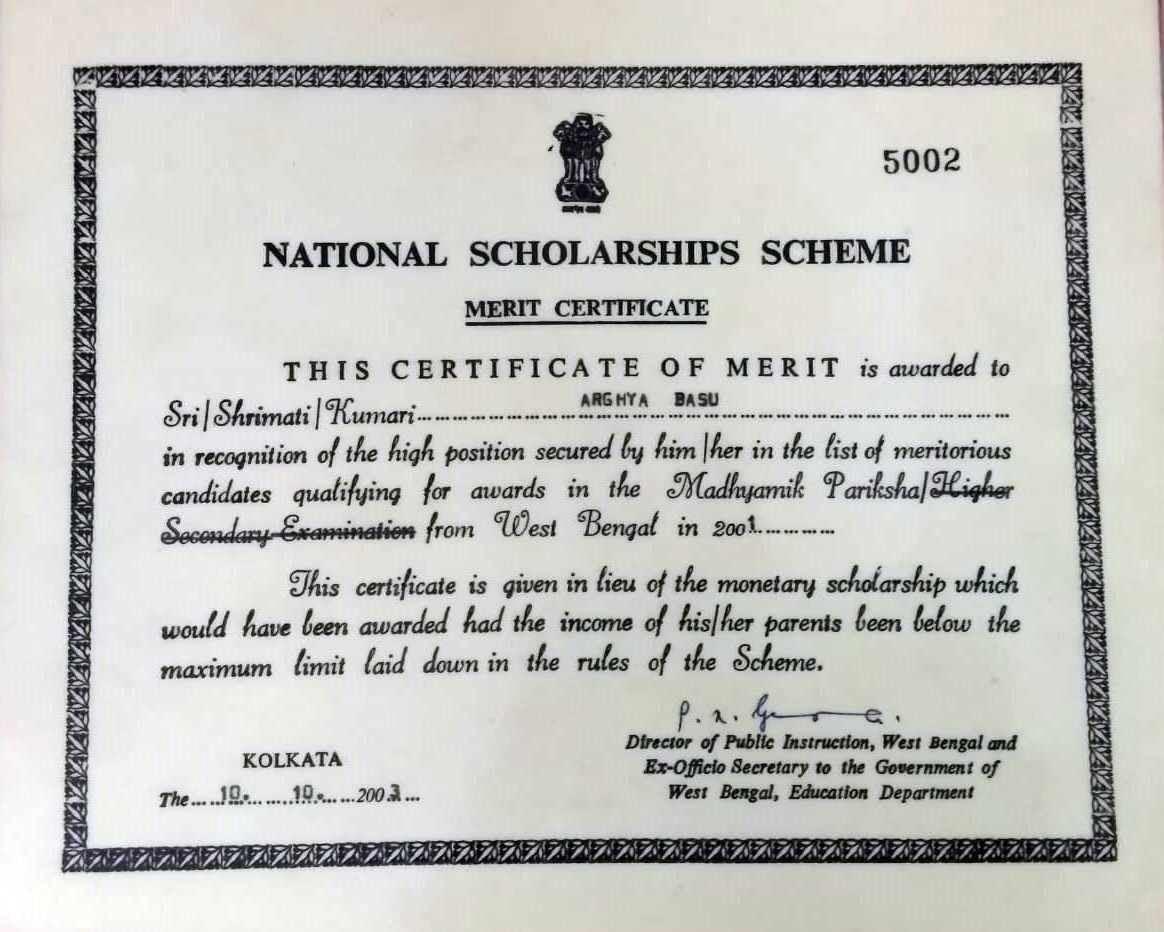 5002
NATIONAL SCHOLARSHIPS SCHEME
MERIT CERTIFICATE
THIS CERTIFICATE OF MERIT is awarded to
Sri/Shrimati/Kumari.......... ARGHYA BASU ..........
in recognition of the high position secured by him/her in the list of meritorious
candidates qualifying for awards in the Madhyamik Pariksha/Higher
Secondary Examination from West Bengal in 2001............
This certificate is given in lieu of the monetary scholarship which
would have been awarded had the income of his/her parents been below the
maximum limit laid down in the rules of the Scheme.
Director of Public Instruction, West Bengal and
Ex-Officio Secretary to the Government of
West Bengal, Education Department
KOLKATA
The.....10.........10........200